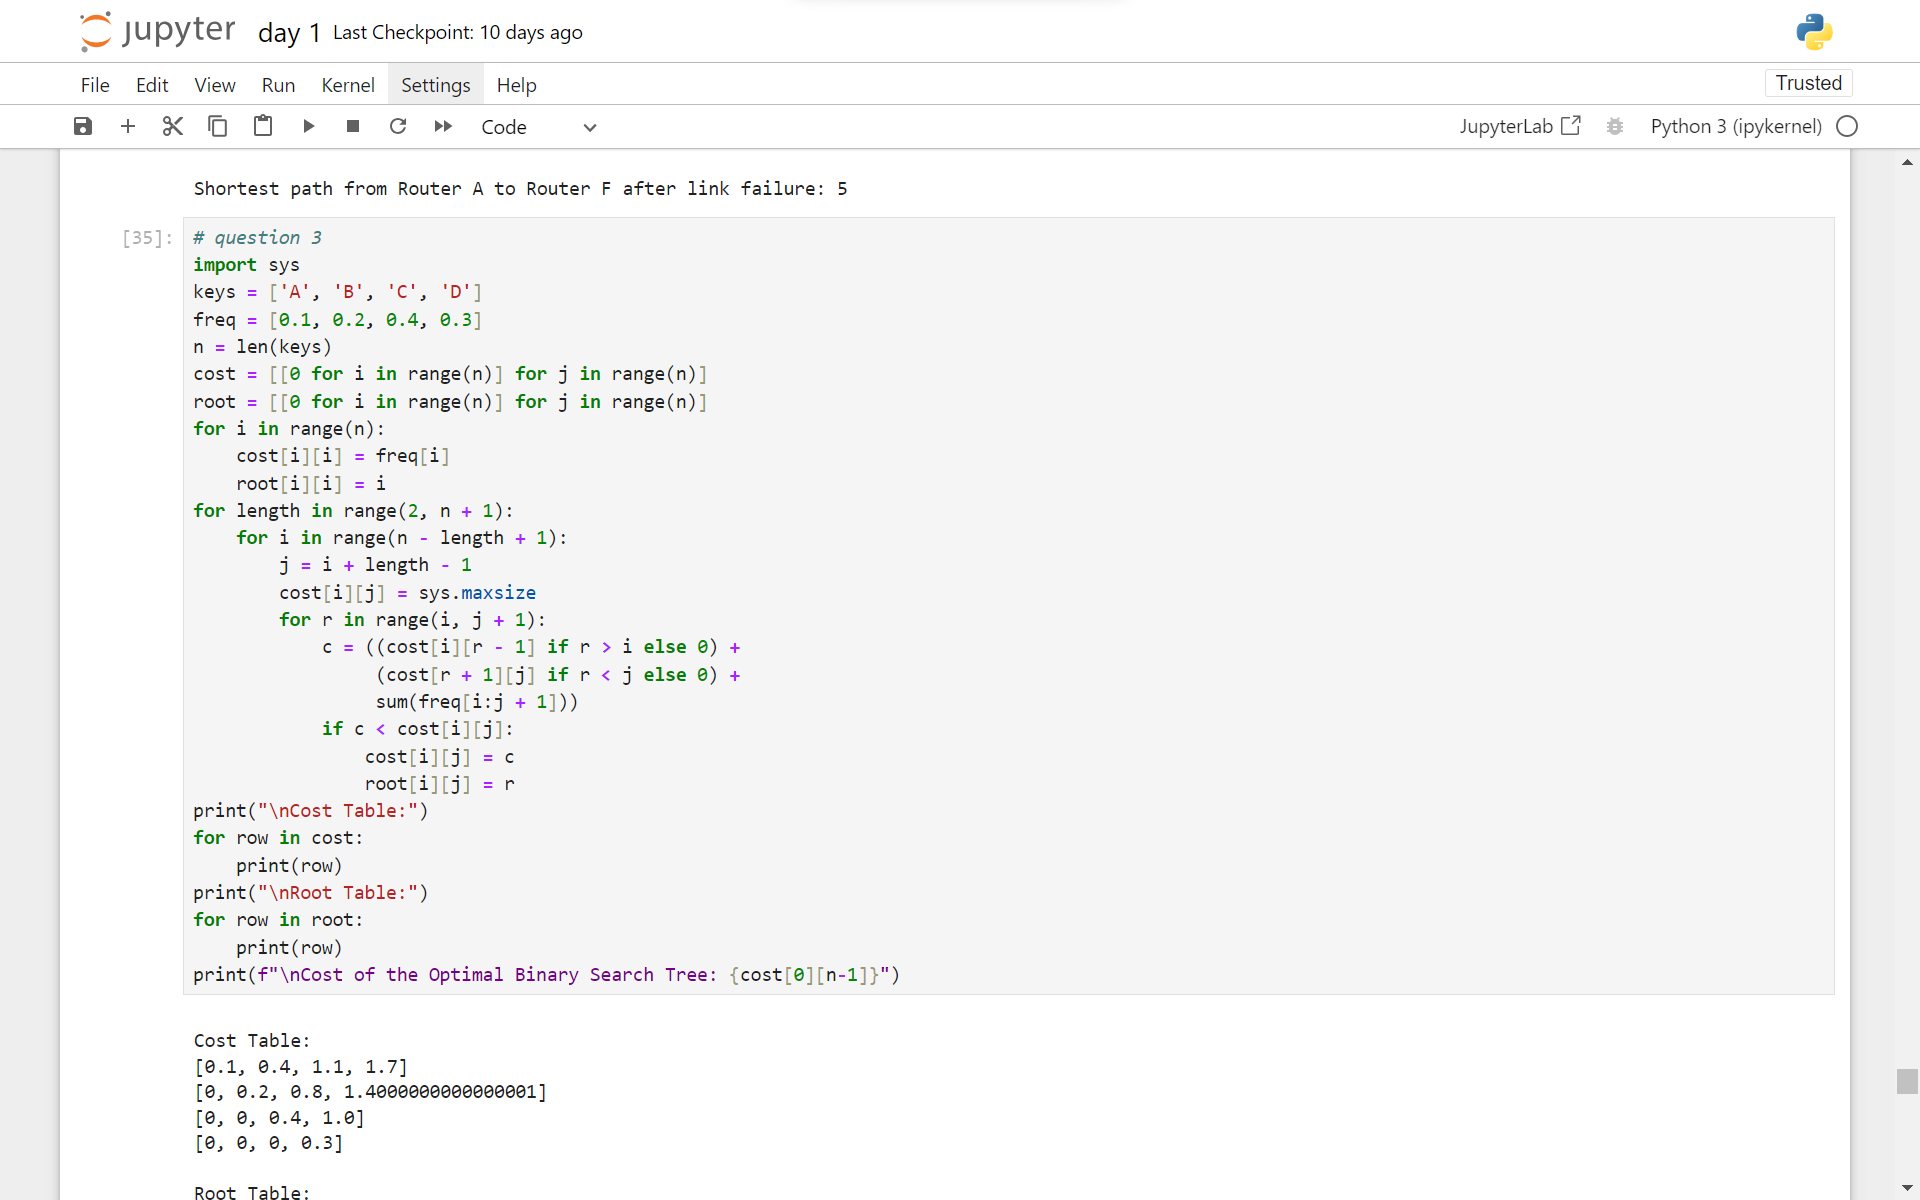 jupyter day 1 Last Checkpoint: 10 days ago
File Edit View Run Kernel Settings Help Trusted
Code JupyterLab Python 3 (ipykernel)
Shortest path from Router A to Router F after link failure: 5
[35]: # question 3
import sys
keys = ['A', 'B', 'C', 'D']
freq = [0.1, 0.2, 0.4, 0.3]
n = len(keys)
cost = [[0 for i in range(n)] for j in range(n)]
root = [[0 for i in range(n)] for j in range(n)]
for i in range(n):
    cost[i][i] = freq[i]
    root[i][i] = i
for length in range(2, n + 1):
    for i in range(n - length + 1):
        j = i + length - 1
        cost[i][j] = sys.maxsize
        for r in range(i, j + 1):
            c = ((cost[i][r - 1] if r > i else 0) +
                 (cost[r + 1][j] if r < j else 0) +
                 sum(freq[i:j + 1]))
            if c < cost[i][j]:
                cost[i][j] = c
                root[i][j] = r
print("\nCost Table:")
for row in cost:
    print(row)
print("\nRoot Table:")
for row in root:
    print(row)
print(f"\nCost of the Optimal Binary Search Tree: {cost[0][n-1]}")
Cost Table:
[0.1, 0.4, 1.1, 1.7]
[0, 0.2, 0.8, 1.4000000000000001]
[0, 0, 0.4, 1.0]
[0, 0, 0, 0.3]
Root Table: